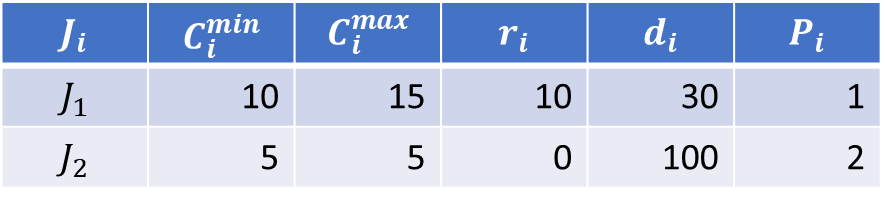 J_i C_i^min C_i^max r_i d_i P_i
J_1 10 15 10 30 1
J_2 5 5 0 100 2